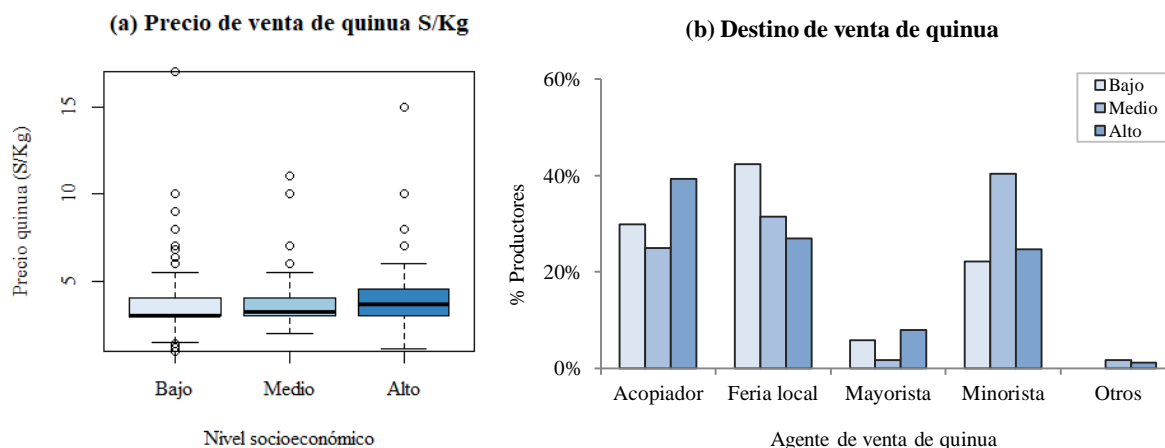 (a) Precio de venta de quinua S/Kg
Precio quinua (S/Kg)
15
10
5
Bajo Medio Alto
Nivel socioeconómico
(b) Destino de venta de quinua
% Productores
60%
40%
20%
0%
Bajo
Medio
Alto
Acopiador Feria local Mayorista Minorista Otros
Agente de venta de quinua